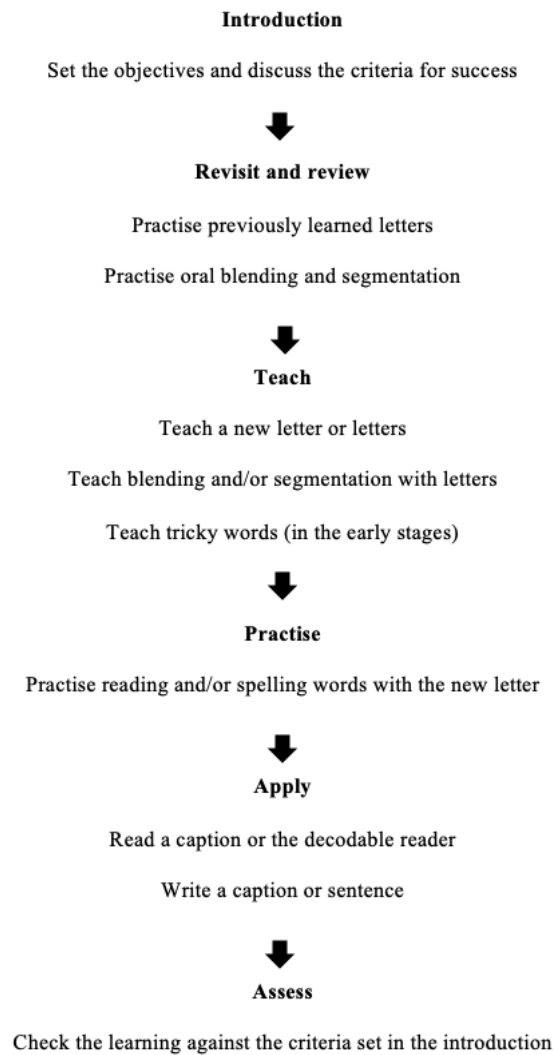 Introduction
Set the objectives and discuss the criteria for success
Revisit and review
Practise previously learned letters
Practise oral blending and segmentation
Teach
Teach a new letter or letters
Teach blending and/or segmentation with letters
Teach tricky words (in the early stages)
Practise
Practise reading and/or spelling words with the new letter
Apply
Read a caption or the decodable reader
Write a caption or sentence
Assess
Check the learning against the criteria set in the introduction